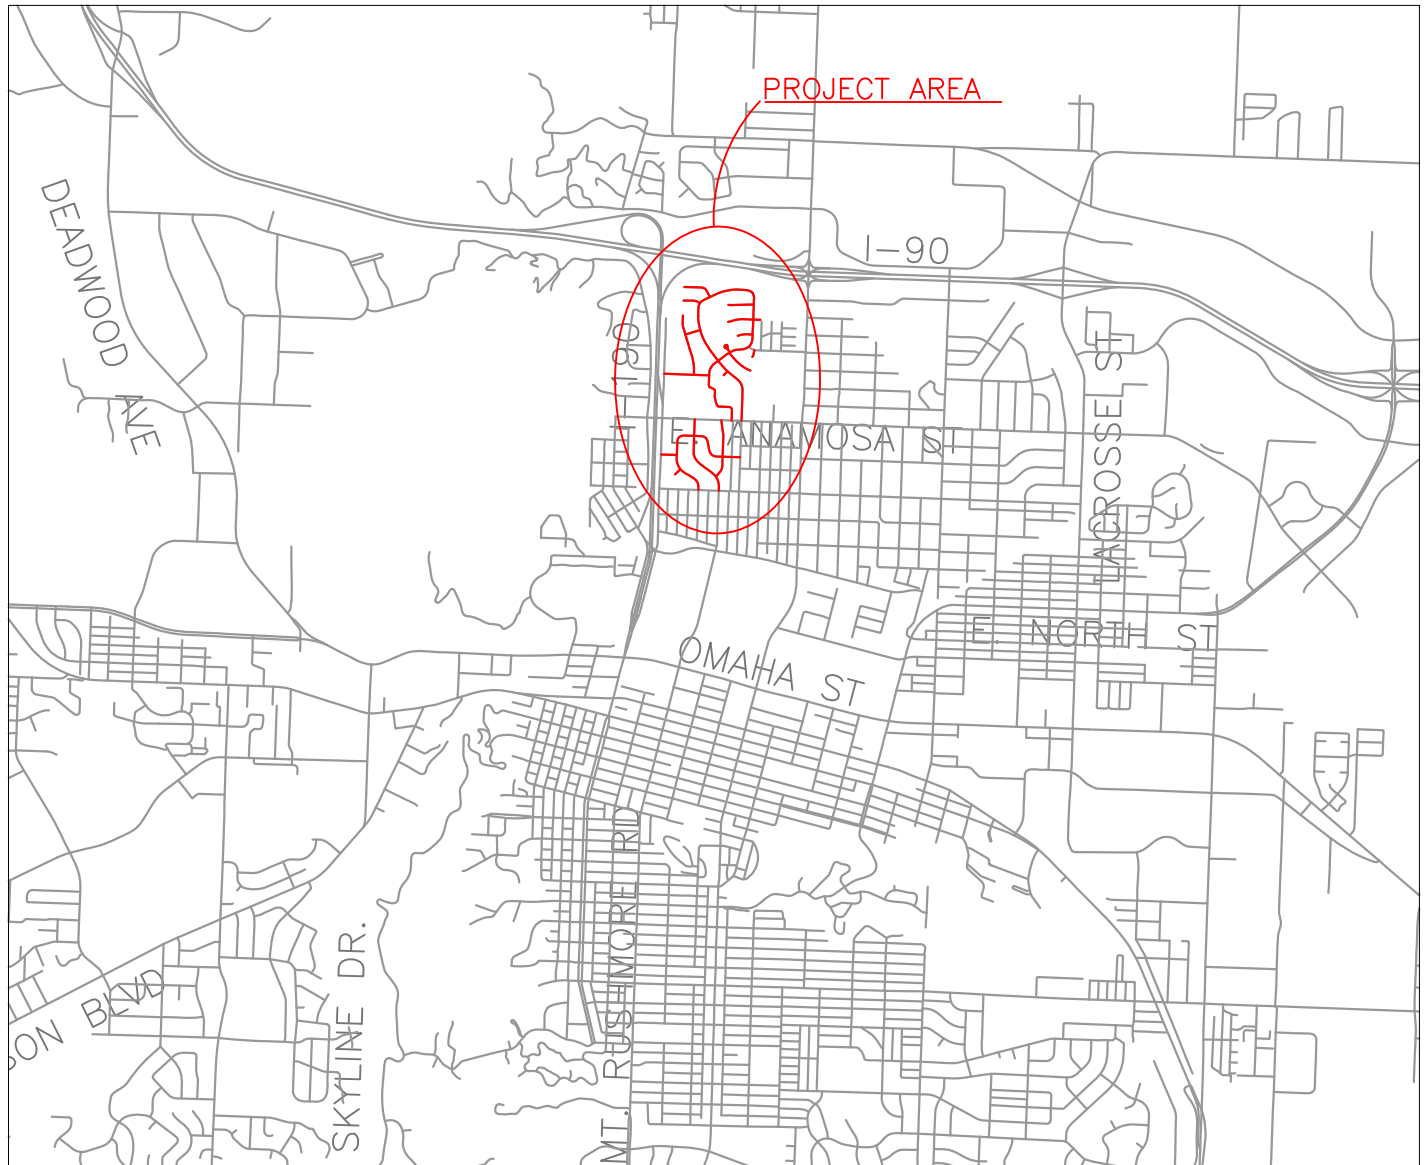 PROJECT AREA
I-90
DEADWOOD AVE
I90
E. ANAMOSA ST
LACROSSE ST
E. NORTH ST
OMAHA ST
MT. RUSHMORE RD
SKYLINE DR.
SON BLVD